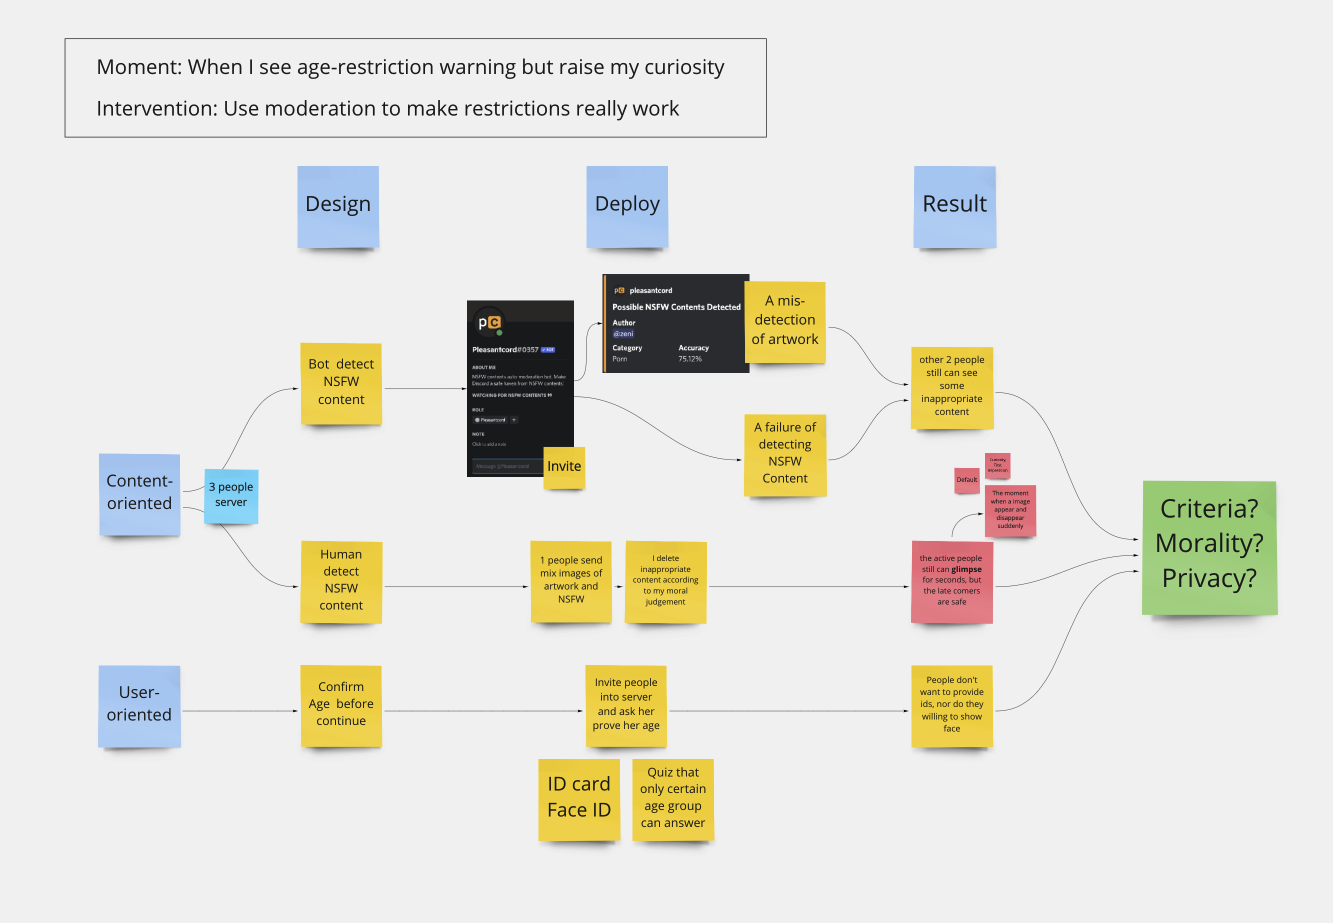 Moment: When I see age-restriction warning but raise my curiosity
Intervention: Use moderation to make restrictions really work
Design
Deploy
Result
Content-
oriented
3 people
server
Bot detect
NSFW
content
pc
Pleasantcord#0357
ABOUT ME
NSFW contents auto moderation bot. Make
Discord a safe haven from NSFW contents!
WATCHING FOR NSFW CONTENTS
ROLE
Pleasantcord +
NOTE
Click to add a note
Message @Pleasantcord
Invite
pc pleasantcord
Possible NSFW Contents Detected
Author
@zeni
Category Accuracy
Porn 75.12%
A mis-
detection
of artwork
A failure of
detecting
NSFW
Content
other 2 people
still can see
some
inappropriate
content
Human
detect
NSFW
content
1 people send
mix images of
artwork and
NSFW
I delete
inappropriate
content according
to my moral
judgement
the active people
still can glimpse
for seconds, but
the late comers
are safe
Default
The moment
when a image
appear and
disappear
suddenly
User-
oriented
Confirm
Age before
continue
Invite people
into server
and ask her
prove her age
ID card
Face ID
Quiz that
only certain
age group
can answer
People don't
want to provide
ids, nor do they
willing to show
face
Criteria?
Morality?
Privacy?